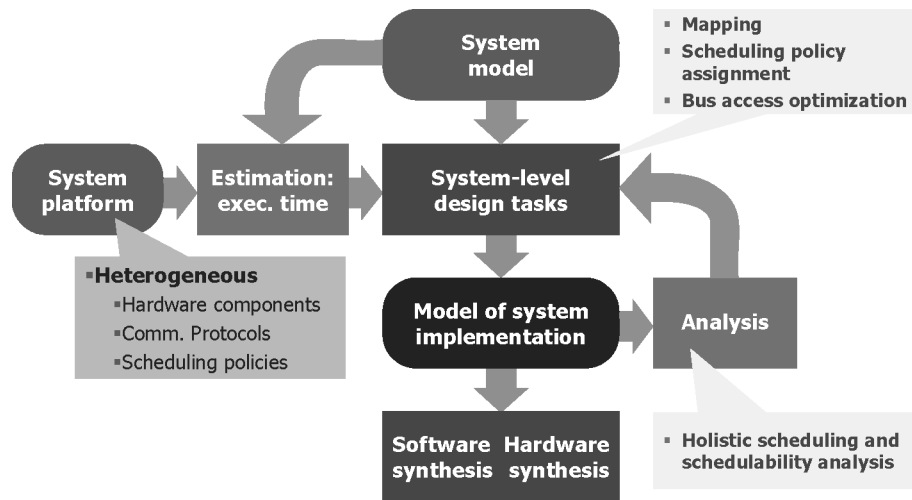 System
model
▪ Mapping
▪ Scheduling policy
assignment
▪ Bus access optimization
System
platform
Estimation:
exec. time
System-level
design tasks
▪Heterogeneous
▪Hardware components
▪Comm. Protocols
▪Scheduling policies
Model of system
implementation
Analysis
Software
synthesis
Hardware
synthesis
▪ Holistic scheduling and
schedulability analysis